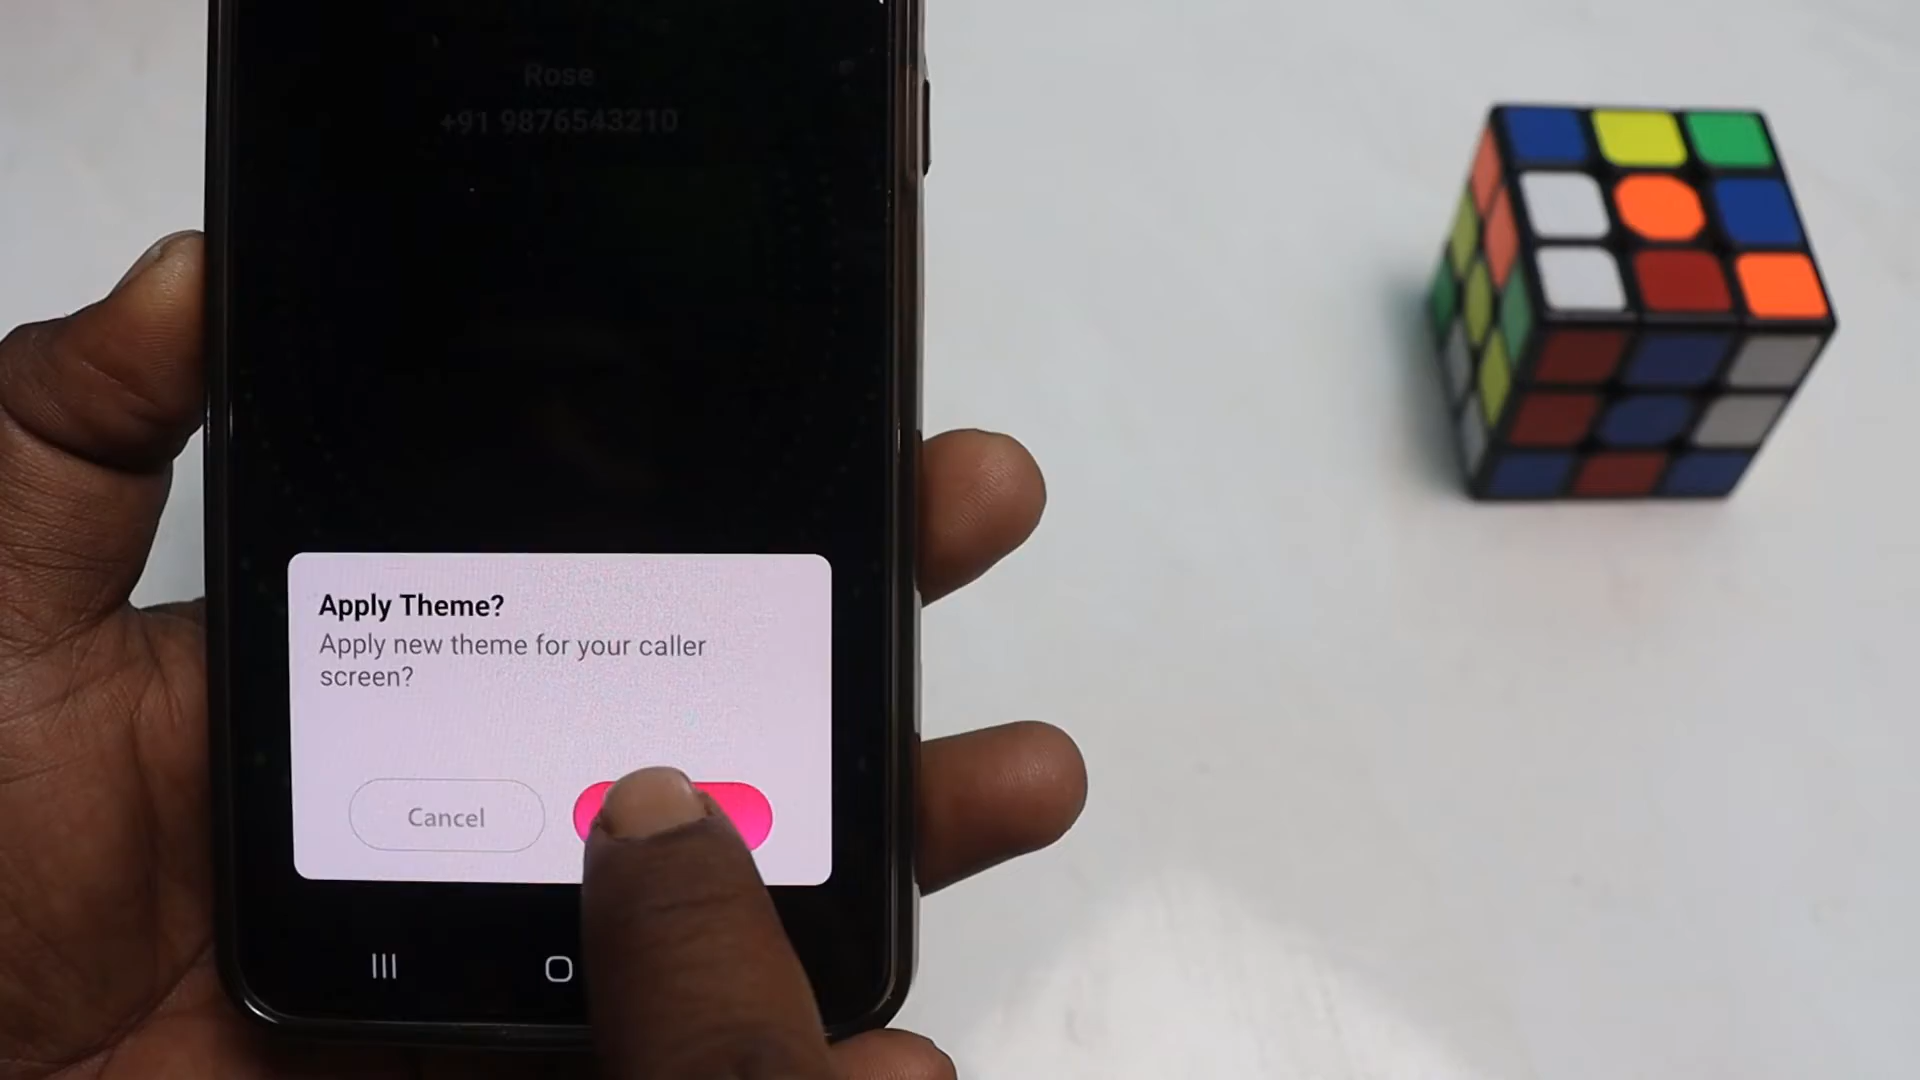 Rose
+91 9876543210
Apply Theme?
Apply new theme for your caller
screen?
Cancel